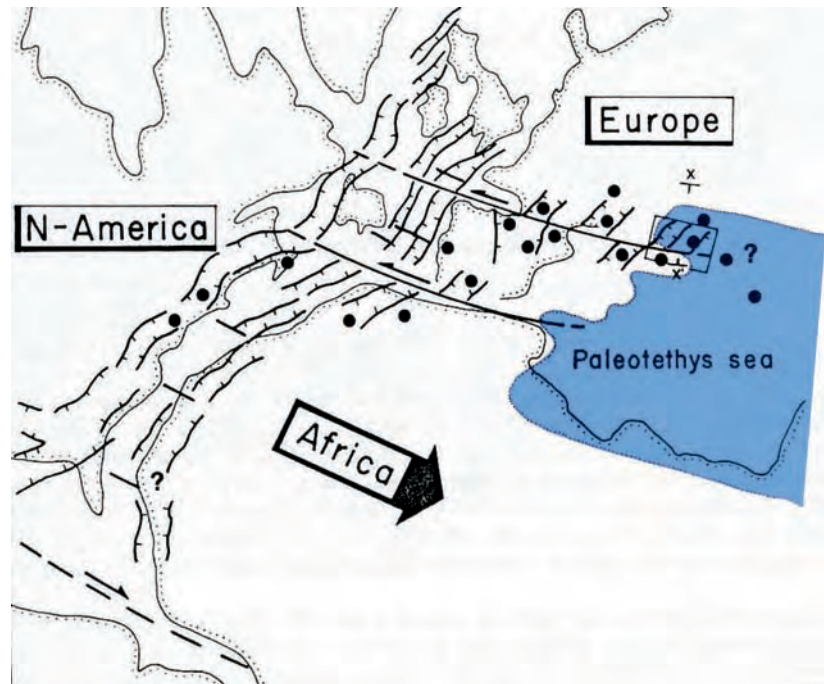 Europe
x
N-America
?
x'
Paleotethys sea
Africa
?